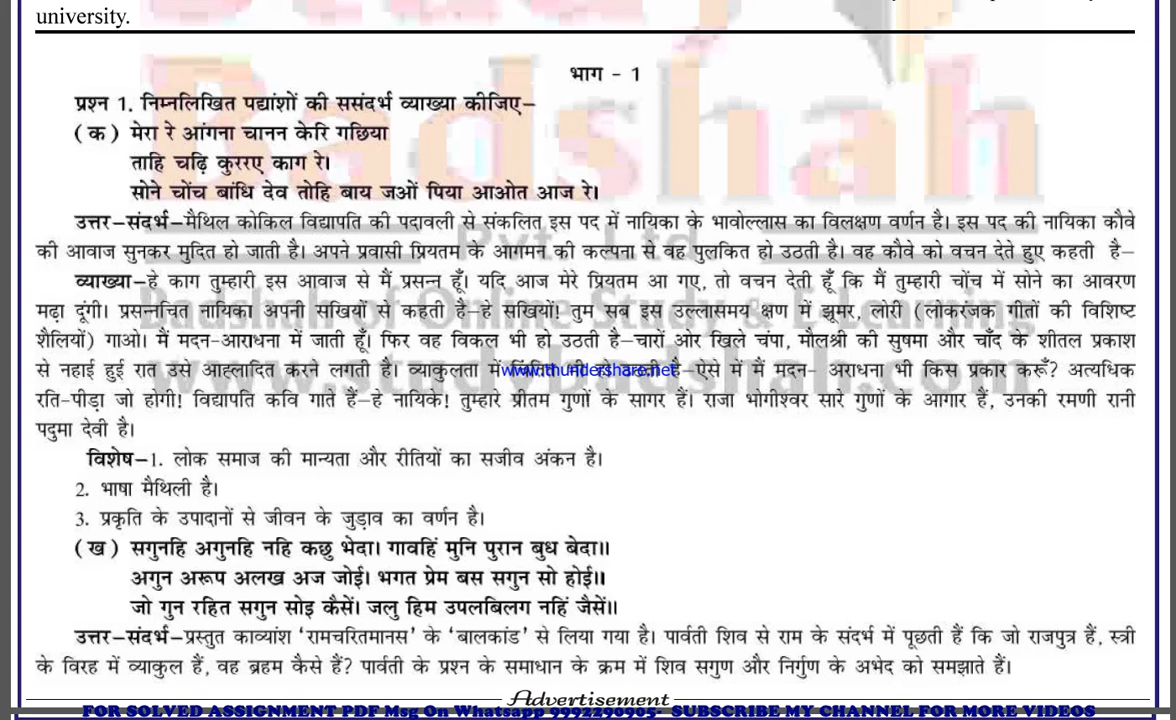 university.
भाग - 1
प्रश्न 1. निम्नलिखित पद्यांशों की ससंदर्भ व्याख्या कीजिए–
(क) मेरा रे आंगना चानन केरि गछिया
ताहि चढ़ि कुररए काग रे।
सोने चोंच बांधि देव तोहि बाय जओं पिया आओत आज रे।
उत्तर–संदर्भ–मैथिल कोकिल विद्यापति की पदावली से संकलित इस पद में नायिका के भावोल्लास का विलक्षण वर्णन है। इस पद की नायिका कौवे
की आवाज सुनकर मुदित हो जाती है। अपने प्रवासी प्रियतम के आगमन की कल्पना से वह पुलकित हो उठती है। वह कौवे को वचन देते हुए कहती है–
व्याख्या–हे काग तुम्हारी इस आवाज से मैं प्रसन्न हूँ। यदि आज मेरे प्रियतम आ गए, तो वचन देती हूँ कि मैं तुम्हारी चोंच में सोने का आवरण
मढ़ा दूंगी। प्रसन्नचित नायिका अपनी सखियों से कहती है–हे सखियों! तुम सब इस उल्लासमय क्षण में झूमर, लोरी (लोकरंजक गीतों की विशिष्ट
शैलियों) गाओ। मैं मदन-आराधना में जाती हूँ। फिर वह विकल भी हो उठती है–चारों ओर खिले चंपा, मौलश्री की सुषमा और चाँद के शीतल प्रकाश
से नहाई हुई रात उसे आह्लादित करने लगती है। व्याकुलता में www.thundershare.net है–ऐसे में मैं मदन- अराधना भी किस प्रकार करूँ? अत्यधिक
रति-पीड़ा जो होगी! विद्यापति कवि गाते हैं–हे नायिके! तुम्हारे प्रीतम गुणों के सागर हैं। राजा भोगीश्वर सारे गुणों के आगार हैं, उनकी रमणी रानी
पदुमा देवी है।
विशेष–1. लोक समाज की मान्यता और रीतियों का सजीव अंकन है।
2. भाषा मैथिली है।
3. प्रकृति के उपादानों से जीवन के जुड़ाव का वर्णन है।
(ख) सगुनहि अगुनहि नहि कछु भेदा। गावहिं मुनि पुरान बुध बेदा॥
अगुन अरूप अलख अज जोई। भगत प्रेम बस सगुन सो होई॥
जो गुन रहित सगुन सोइ कैसें। जलु हिम उपलबिलग नहिं जैसें॥
उत्तर–संदर्भ–प्रस्तुत काव्यांश 'रामचरितमानस' के 'बालकांड' से लिया गया है। पार्वती शिव से राम के संदर्भ में पूछती हैं कि जो राजपुत्र हैं, स्त्री
के विरह में व्याकुल हैं, वह ब्रहम कैसे हैं? पार्वती के प्रश्न के समाधान के क्रम में शिव सगुण और निर्गुण के अभेद को समझाते हैं।
Advertisement
FOR SOLVED ASSIGNMENT PDF Msg On Whatsapp 9992290905- SUBSCRIBE MY CHANNEL FOR MORE VIDEOS